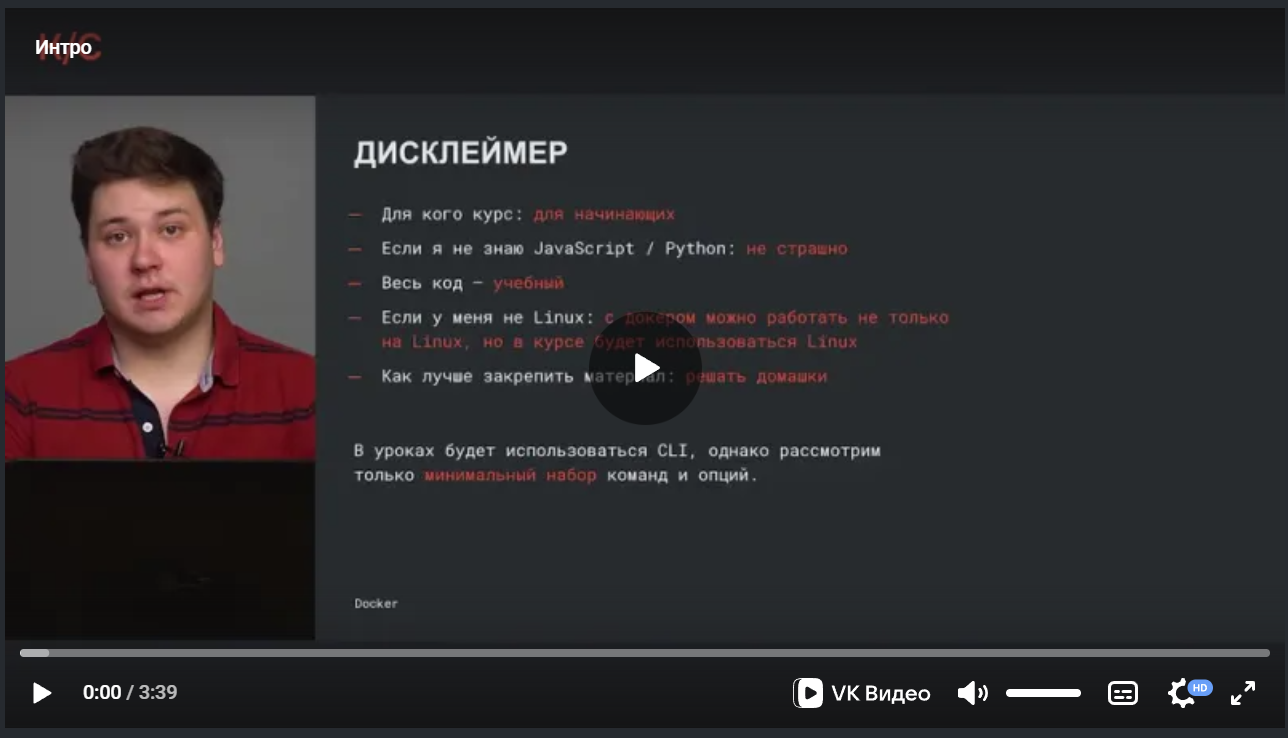 К/С
Интро
ДИСКЛЕЙМЕР
— Для кого курс: для начинающих
— Если я не знаю JavaScript / Python: не страшно
— Весь код — учебный
— Если у меня не Linux: с докером можно работать не только
на Linux, но в курсе будет использоваться Linux
— Как лучше закрепить материал: решать домашки
В уроках будет использоваться CLI, однако рассмотрим
только минимальный набор команд и опций.
Docker
0:00 / 3:39
VK Видео
HD